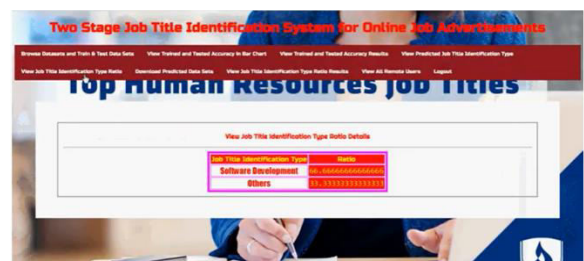 Two Stage Job Title Identification System for Online Job Advertisements
Browse Datasets and Train & Test Data Sets View Trained and Tested Accuracy in Bar Chart View Trained and Tested Accuracy Results View Predicted Job Title Identification Type
View Job Title Identification Type Ratio Download Predicted Data Sets View Job Title Identification Type Ratio Results View All Remote Users Logout
Top Human Resources Job Titles
View Job Title Identification Type Ratio Details
Job Title Identification Type Ratio
Software Development 66.66666666666666
Others 33.33333333333333